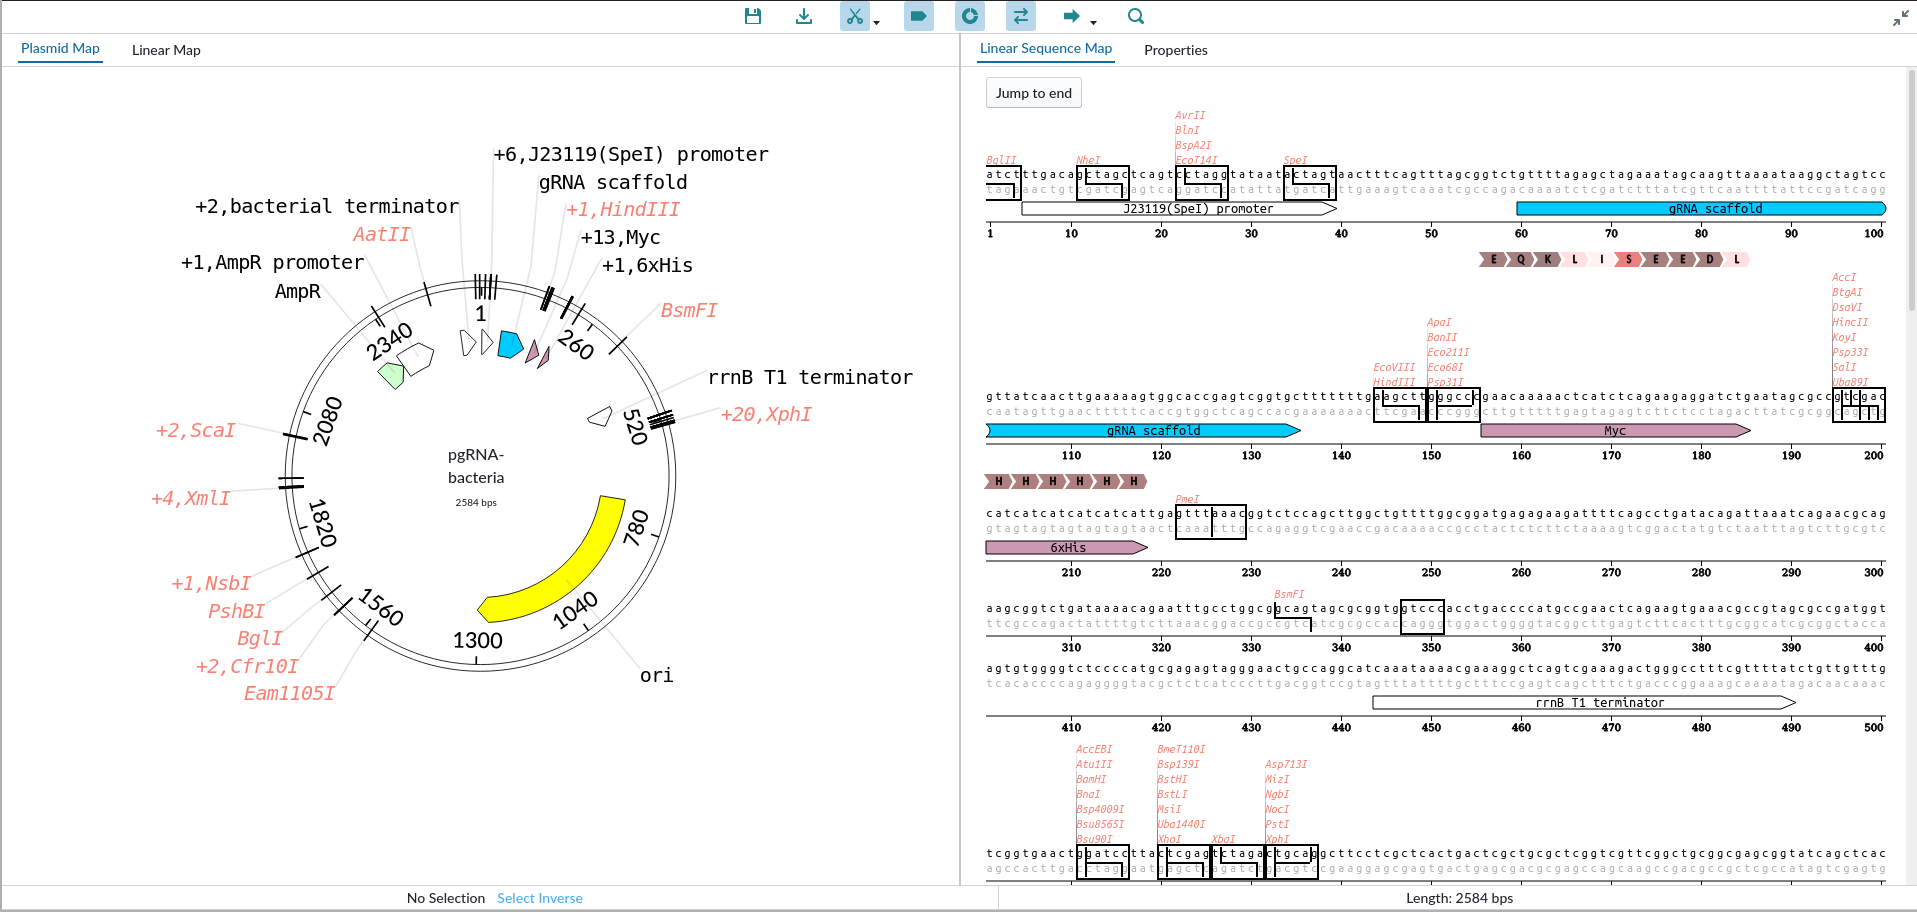 Plasmid Map
Linear Map
+6,J23119(SpeI) promoter
gRNA scaffold
+2,bacterial terminator
+1,HindIII
AatII
+13,Myc
+1,AmpR promoter
+1,6xHis
AmpR
BsmFI
1
2340
260
rrnB T1 terminator
2080
520
+20,XphI
+2,ScaI
pgRNA-
bacteria
2584 bps
+4,XmlI
1820
780
+1,NsbI
PshBI
1560
1040
BglI
1300
+2,Cfr10I
ori
Eam1105I
No Selection
Select Inverse
Linear Sequence Map
Properties
Jump to end
AvrII
BlnI
BspA2I
BglII NheI EcoT14I SpeI
atctttgacagctagctcagtcctaggtataatactagtaactttcagtttagcggtctgttttagagctagaaatagcaagttaaaataaggctagtcc
J23119(SpeI) promoter gRNA scaffold
1 10 20 30 40 50 60 70 80 90 100
E Q K L I S E E D L
AccI
BtgAI
DsaVI
HincII
ApaI KoyI
BanII Psp33I
Eco211I SalI
EcoVIII Eco68I Uba89I
HindIII Psp31I
gttatcaacttgaaaaagtggcaccgagtcggtgctttttttgaagcttgggcccgaacaaaaactcatctcagaagaggatctgaatagcgccgtcgac
gRNA scaffold Myc
110 120 130 140 150 160 170 180 190 200
H H H H H H
PmeI
catcatcatcatcatcattgagtttaaacggtctccagcttggctgttttggcggatgagagaagattttcagcctgatacagattaaatcagaacgcag
6xHis
210 220 230 240 250 260 270 280 290 300
BsmFI
aagcggtctgataaaacagaatttgcctggcggcagtagcgcggtggtcccacctgaccccatgccgaactcagaagtgaaacgccgtagcgccgatggt
310 320 330 340 350 360 370 380 390 400
agtgtggggtctccccatgcgagagtagggaactgccaggcatcaaataaaacgaaaggctcagtcgaaagactgggcctttcgttttatctgttgtttg
rrnB T1 terminator
410 420 430 440 450 460 470 480 490 500
AccEBI BmeT110I
Atu1II Bsp139I Asp713I
BamHI BstHI MizI
BnaI BstLI NgbI
Bsp4009I MsiI NocI
Bsu8565I Uba1440I PstI
Bsu90I XhoI XbaI XphI
tcggtgaactggatccttactcgagtctagactgcaggcttcctcgctcactgactcgctgcgctcggtcgttcggctgcggcgagcggtatcagctcac
Length: 2584 bps